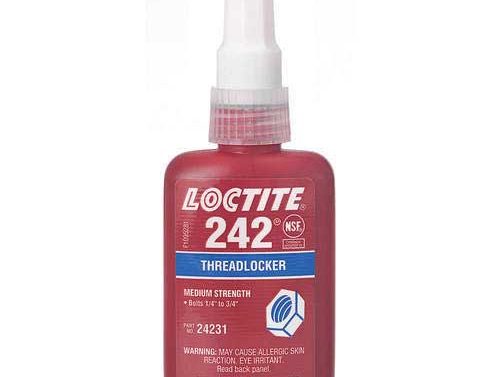 LOCTITE®
242®
NSF®
THREADLOCKER
MEDIUM STRENGTH
• Bolts 1/4" to 3/4"
PART
NO. 24231
WARNING: MAY CAUSE ALLERGIC SKIN
REACTION. EYE IRRITANT.
Read back panel.